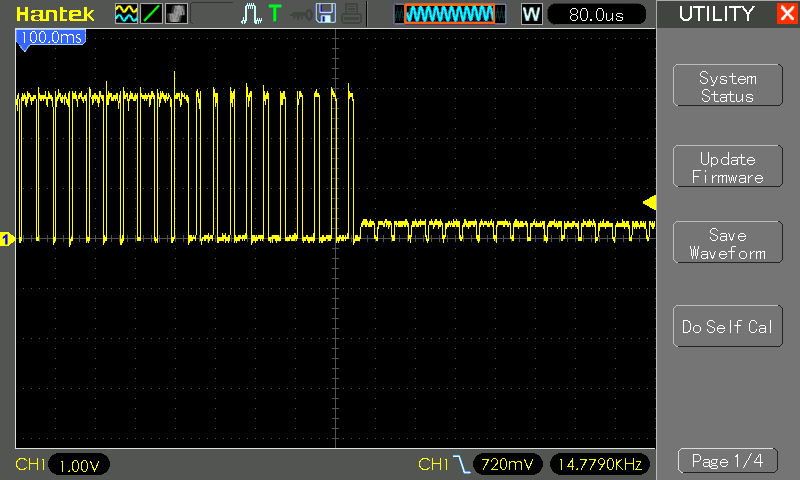 Hantek
T
W
80.0us
UTILITY
X
100.0ms
System
Status
Update
Firmware
1
Save
Waveform
Do Self Cal
CH1
1.00V
CH1
720mV
14.7790KHz
Page 1/4